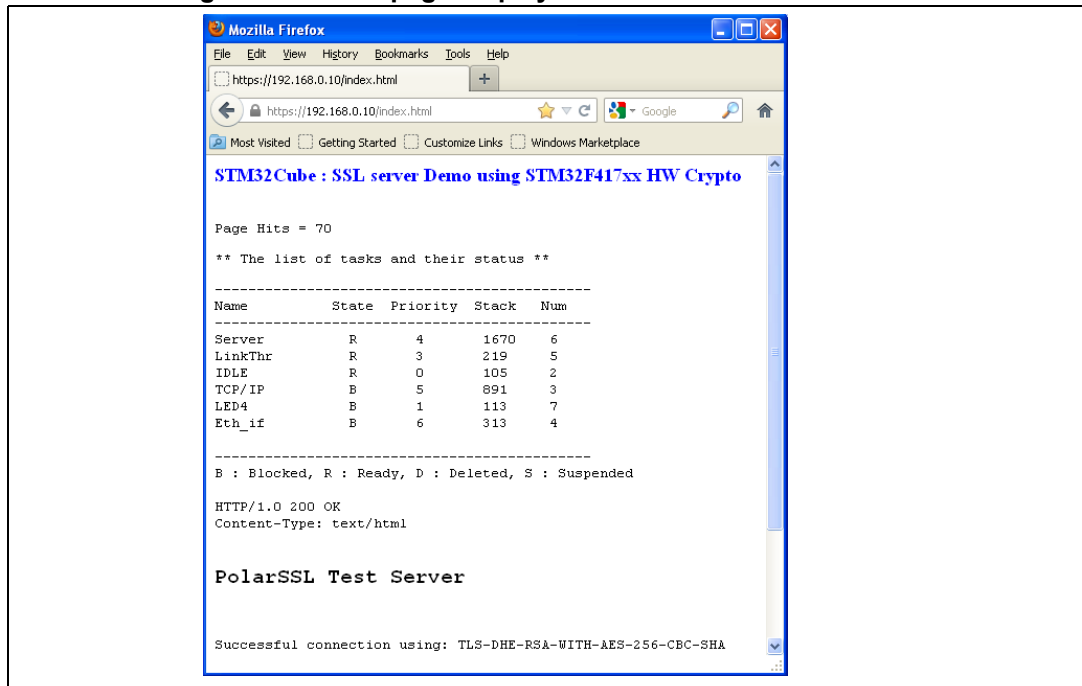 Mozilla Firefox
File Edit View History Bookmarks Tools Help
https://192.168.0.10/index.html +
https://192.168.0.10/index.html Google
Most Visited Getting Started Customize Links Windows Marketplace
STM32Cube : SSL server Demo using STM32F417xx HW Crypto
Page Hits = 70
** The list of tasks and their status **
---------------------------------------------
Name State Priority Stack Num
---------------------------------------------
Server R 4 1670 6
LinkThr R 3 219 5
IDLE R 0 105 2
TCP/IP B 5 891 3
LED4 B 1 113 7
Eth_if B 6 313 4
---------------------------------------------
B : Blocked, R : Ready, D : Deleted, S : Suspended
HTTP/1.0 200 OK
Content-Type: text/html
PolarSSL Test Server
Successful connection using: TLS-DHE-RSA-WITH-AES-256-CBC-SHA